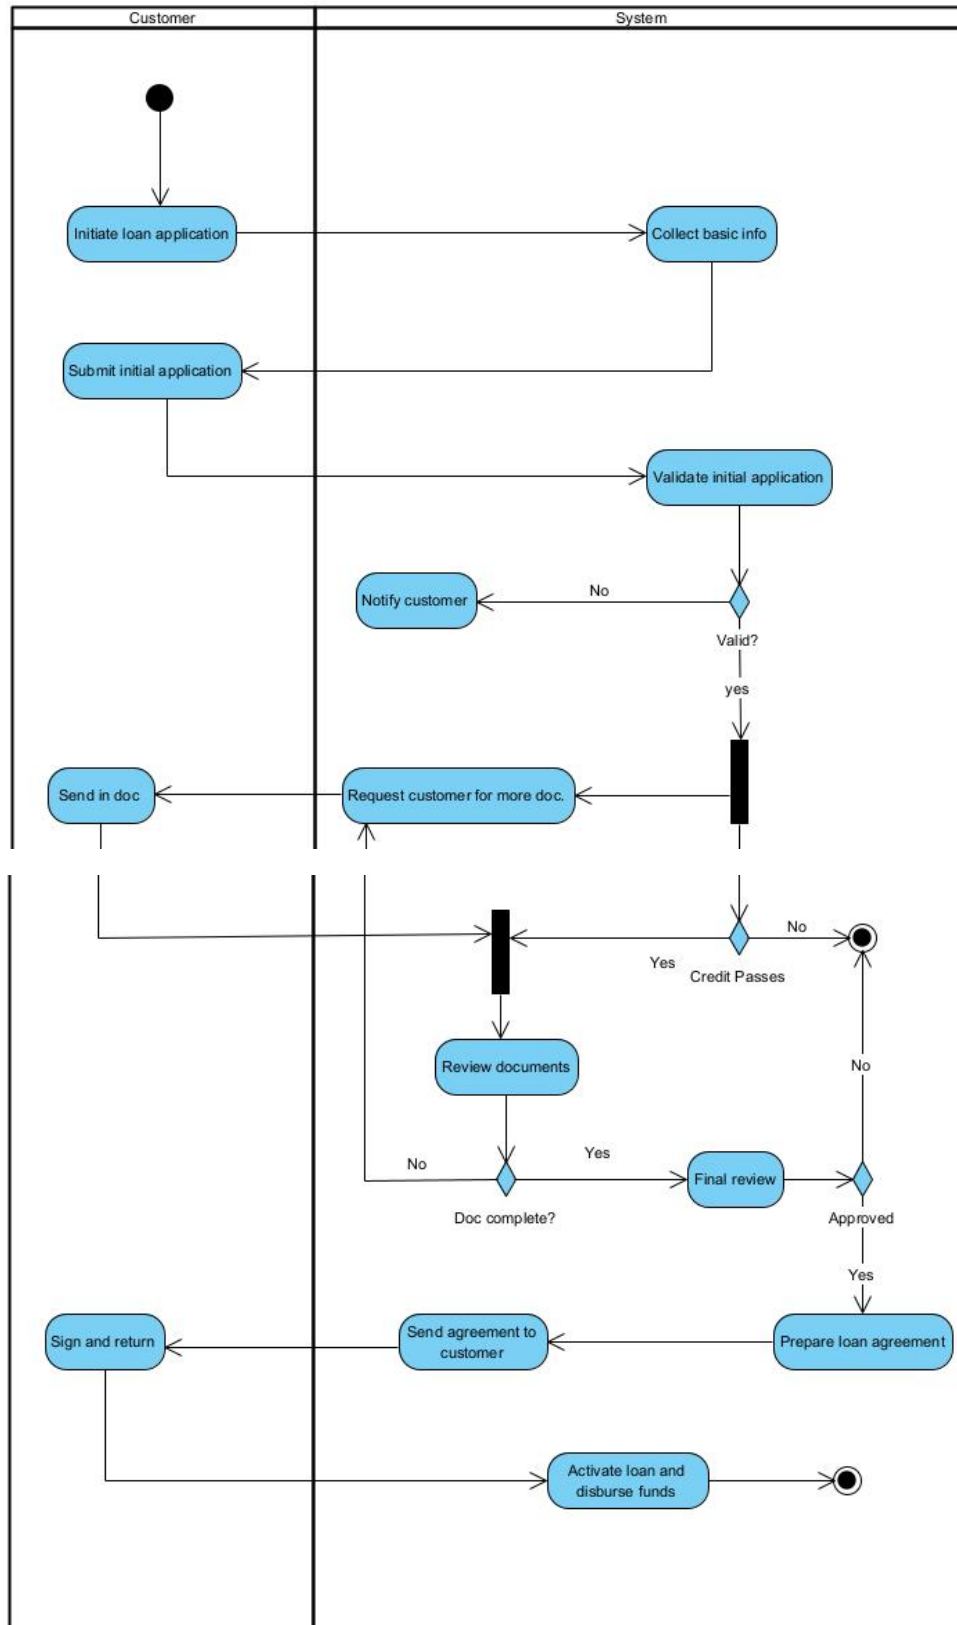 Customer
System
Initiate loan application
Collect basic info
Submit initial application
Validate initial application
Notify customer
No
Valid?
yes
Send in doc
Request customer for more doc.
No
Yes
Credit Passes
Review documents
No
No
Yes
Final review
Doc complete?
Approved
Yes
Sign and return
Send agreement to
customer
Prepare loan agreement
Activate loan and
disburse funds